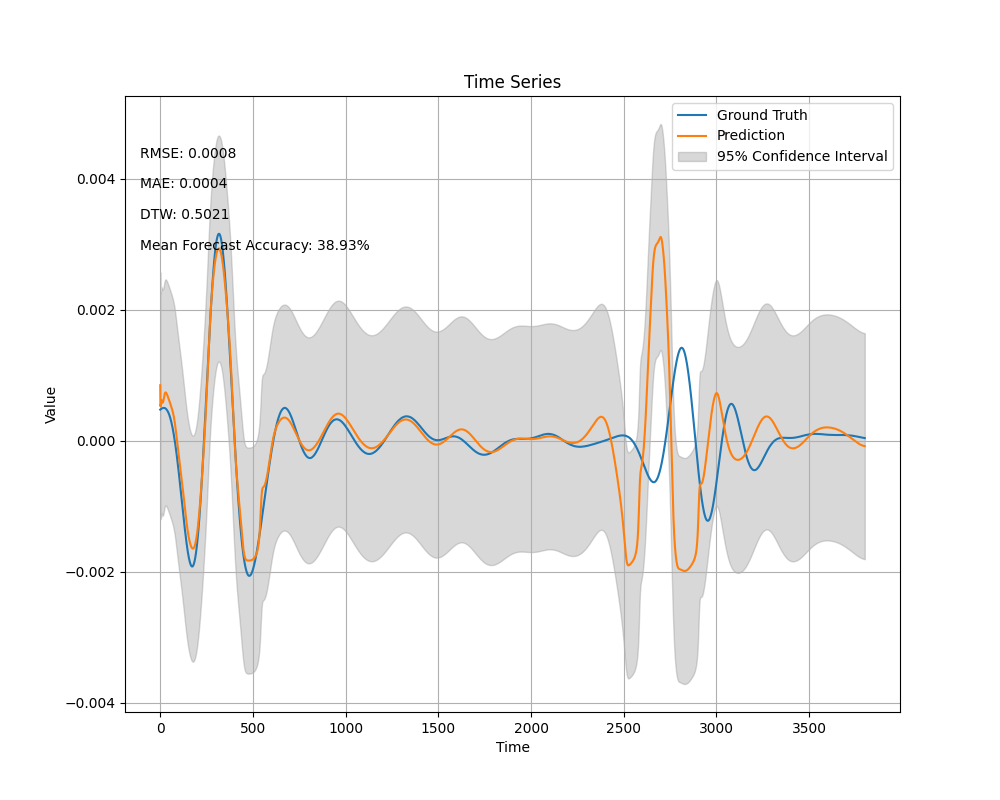 Time Series
Ground Truth
Prediction
95% Confidence Interval
RMSE: 0.0008
MAE: 0.0004
DTW: 0.5021
Mean Forecast Accuracy: 38.93%
0.004
0.002
0.000
−0.002
−0.004
Value
0 500 1000 1500 2000 2500 3000 3500
Time